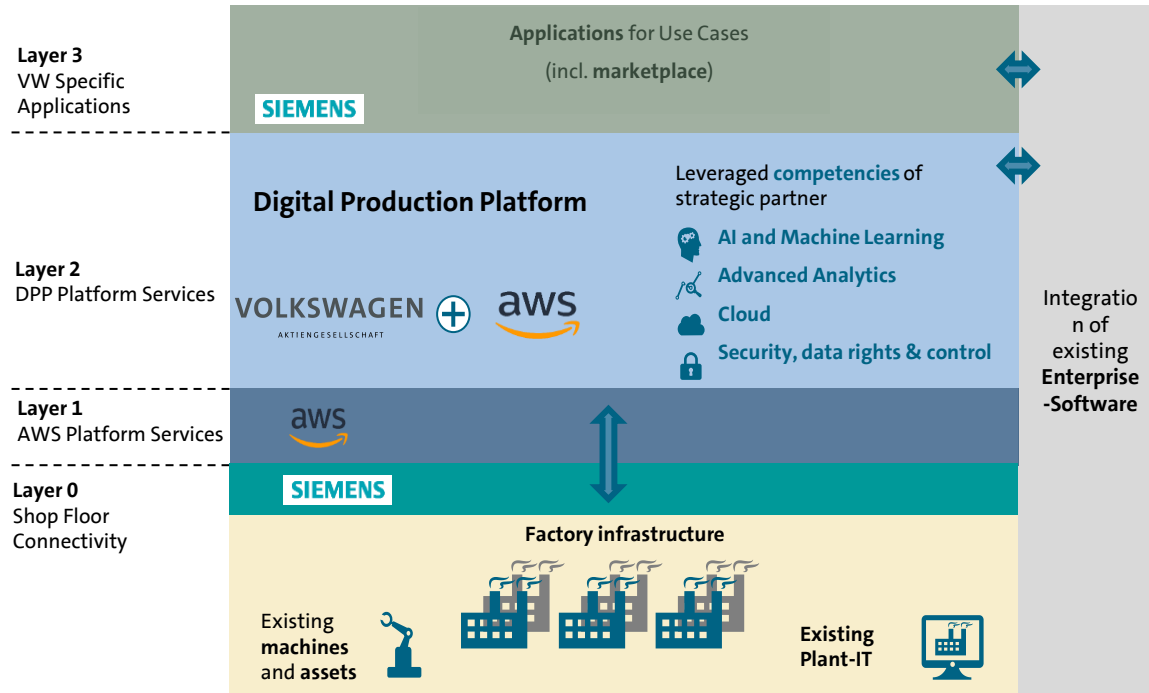 Layer 3
VW Specific
Applications
Applications for Use Cases
(incl. marketplace)
SIEMENS
Layer 2
DPP Platform Services
Digital Production Platform
VOLKSWAGEN
AKTIENGESELLSCHAFT
aws
Leveraged competencies of
strategic partner
AI and Machine Learning
Advanced Analytics
Cloud
Security, data rights & control
Layer 1
AWS Platform Services
aws
Layer 0
Shop Floor
Connectivity
SIEMENS
Factory infrastructure
Existing
machines
and assets
Existing
Plant-IT
Integratio
n of
existing
Enterprise
-Software